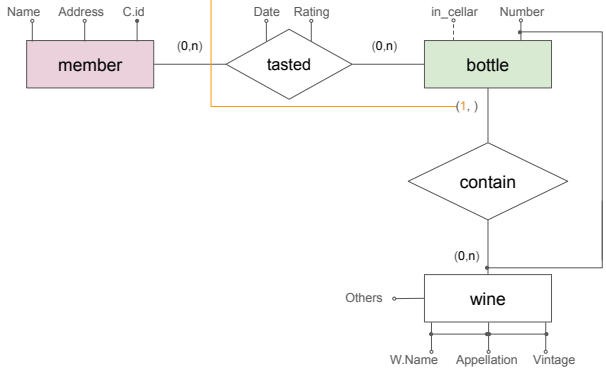 Name Address C.id Date Rating in_cellar Number
(0,n) (0,n)
member tasted bottle
(1, )
contain
(0,n)
Others wine
W.Name Appellation Vintage